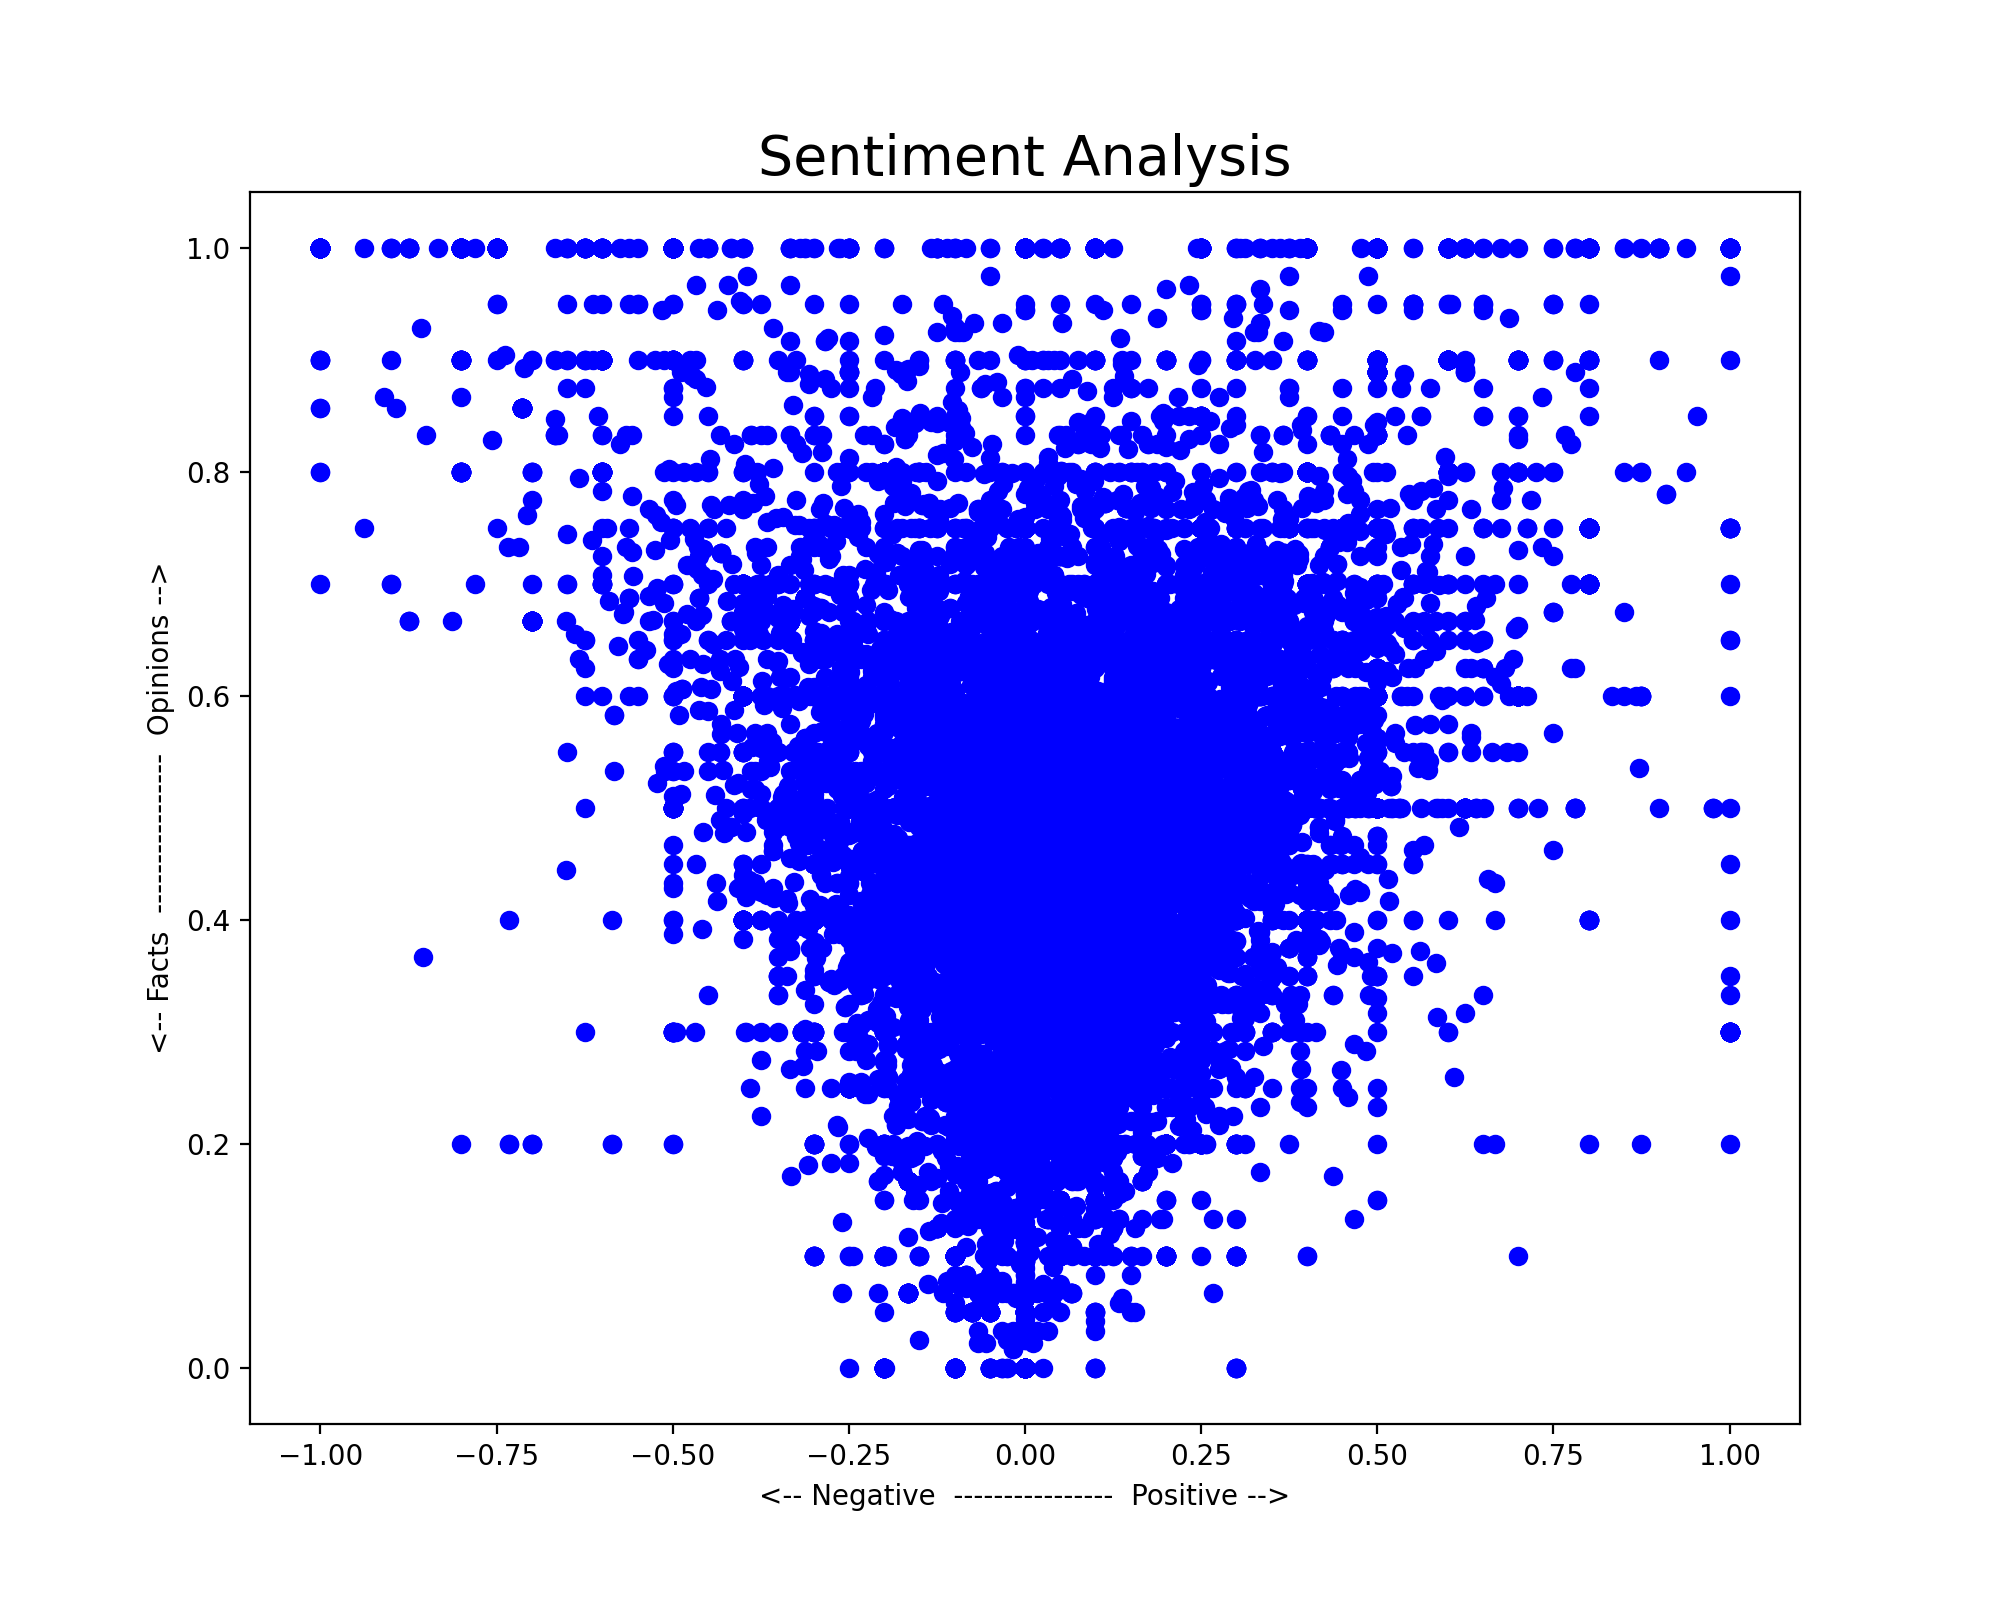 Sentiment Analysis
1.0
0.8
0.6
0.4
0.2
0.0
<-- Facts  ---------------  Opinions -->
−1.00 −0.75 −0.50 −0.25 0.00 0.25 0.50 0.75 1.00
<-- Negative  ---------------  Positive -->